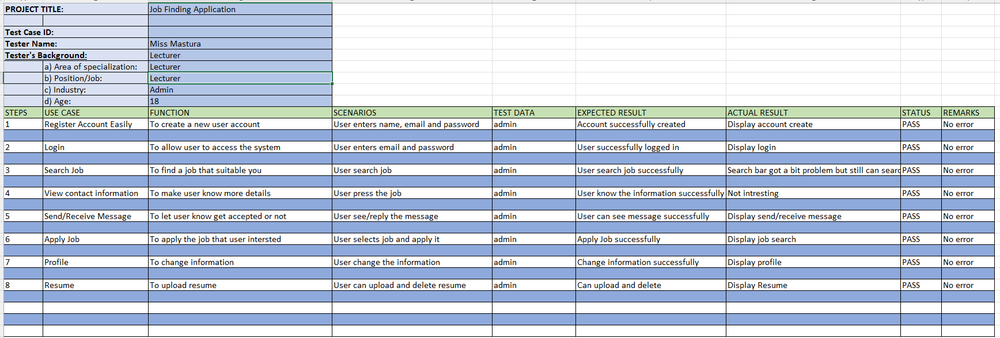 PROJECT TITLE: Job Finding Application
Test Case ID:
Tester Name: Miss Mastura
Tester's Background: Lecturer
a) Area of specialization: Lecturer
b) Position/Job: Lecturer
c) Industry: Admin
d) Age: 18
STEPS USE CASE FUNCTION SCENARIOS TEST DATA EXPECTED RESULT ACTUAL RESULT STATUS REMARKS
1 Register Account Easily To create a new user account User enters name, email and password admin Account successfully created Display account create PASS No error
2 Login To allow user to access the system User enters email and password admin User successfully logged in Display login PASS No error
3 Search Job To find a job that suitable you User search job admin User search job successfully Search bar got a bit problem but still can searc PASS No error
4 View contact information To make user know more details User press the job admin User know the information successfully Not intresting PASS No error
5 Send/Receive Message To let user know get accepted or not User see/reply the message admin User can see message successfully Display send/receive message PASS No error
6 Apply Job To apply the job that user intersted User selects job and apply it admin Apply Job successfully Display job search PASS No error
7 Profile To change information User change the information admin Change information successfully Display profile PASS No error
8 Resume To upload resume User can upload and delete resume admin Can upload and delete Display Resume PASS No error